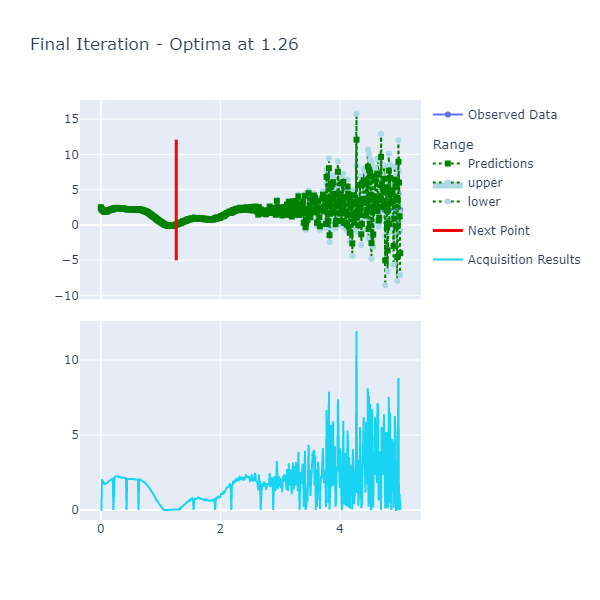 Final Iteration - Optima at 1.26
15
10
5
0
−5
−10
10
5
0
0
2
4
Observed Data
Range
Predictions
upper
lower
Next Point
Acquisition Results